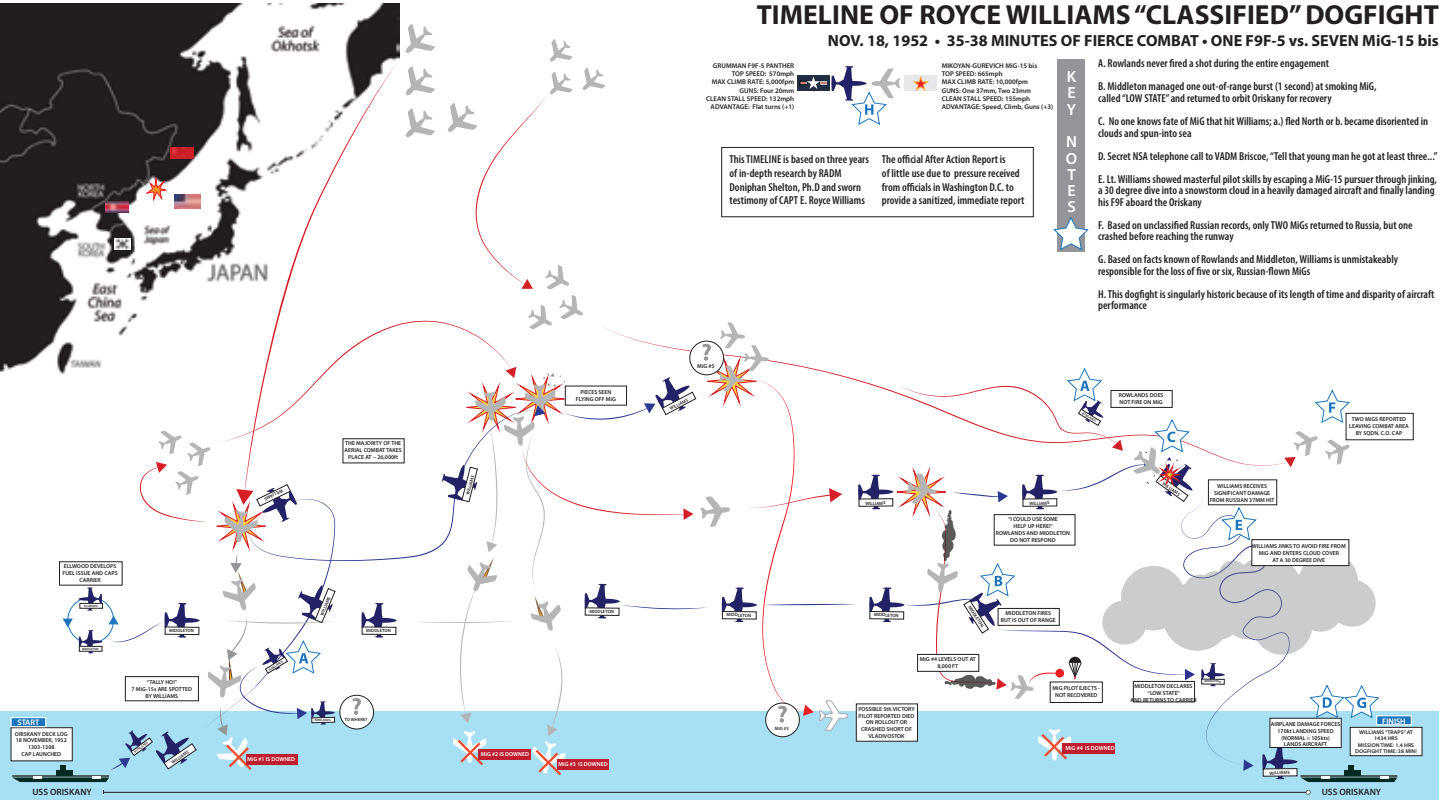 TIMELINE OF ROYCE WILLIAMS “CLASSIFIED” DOGFIGHT
NOV. 18, 1952 • 35-38 MINUTES OF FIERCE COMBAT • ONE F9F-5 vs. SEVEN MiG-15 bis
Sea of
Okhotsk
NORTH
KOREA
SOUTH
KOREA
Sea of
Japan
JAPAN
East
China
Sea
TAIWAN
GRUMMAN F9F-5 PANTHER
TOP SPEED: 570mph
MAX CLIMB RATE: 5,000fpm
GUNS: Four 20mm
CLEAN STALL SPEED: 132mph
ADVANTAGE: Flat turns (+1)
H
MIKOYAN-GUREVICH MiG-15 bis
TOP SPEED: 665mph
MAX CLIMB RATE: 10,000fpm
GUNS: One 37mm, Two 23mm
CLEAN STALL SPEED: 155mph
ADVANTAGE: Speed, Climb, Guns (+3)
This TIMELINE is based on three years
of in-depth research by RADM
Doniphan Shelton, Ph.D and sworn
testimony of CAPT E. Royce Williams
The official After Action Report is
of little use due to pressure received
from officials in Washington D.C. to
provide a sanitized, immediate report
KEY NOTES
A. Rowlands never fired a shot during the entire engagement
B. Middleton managed one out-of-range burst (1 second) at smoking MiG,
called “LOW STATE” and returned to orbit Oriskany for recovery
C. No one knows fate of MiG that hit Williams; a.) fled North or b. became disoriented in
clouds and spun-into sea
D. Secret NSA telephone call to VADM Briscoe, “Tell that young man he got at least three...”
E. Lt. Williams showed masterful pilot skills by escaping a MiG-15 pursuer through jinking,
a 30 degree dive into a snowstorm cloud in a heavily damaged aircraft and finally landing
his F9F aboard the Oriskany
F. Based on unclassified Russian records, only TWO MiGs returned to Russia, but one
crashed before reaching the runway
G. Based on facts known of Rowlands and Middleton, Williams is unmistakeably
responsible for the loss of five or six, Russian-flown MiGs
H. This dogfight is singularly historic because of its length of time and disparity of aircraft
performance
?
MiG #5
PIECES SEEN
FLYING OFF MiG
WILLIAMS
A
ROWLANDS DOES
NOT FIRE ON MiG
F
TWO MiGS REPORTED
LEAVING COMBAT AREA
BY SQDN. C.O. CAP
C
THE MAJORITY OF THE
AERIAL COMBAT TAKES
PLACE AT ~ 26,000ft
WILLIAMS
WILLIAMS
WILLIAMS
WILLIAMS
WILLIAMS
WILLIAMS RECEIVES
SIGNIFICANT DAMAGE
FROM RUSSIAN 37MM HIT
“I COULD USE SOME
HELP UP HERE!”
ROWLANDS AND MIDDLETON
DO NOT RESPOND
E
WILLIAMS JINKS TO AVOID FIRE FROM
MiG AND ENTERS CLOUD COVER
AT A 30 DEGREE DIVE
ELLWOOD DEVELOPS
FUEL ISSUE AND CAPS
CARRIER
MIDDLETON
WILLIAMS
MIDDLETON
MIDDLETON
MIDDLETON
MIDDLETON
B
MIDDLETON
MIDDLETON FIRES
BUT IS OUT OF RANGE
A
MiG #4 LEVELS OUT AT
8,000 FT
MiG PILOT EJECTS -
NOT RECOVERED
MIDDLETON DECLARES
“LOW STATE”
AND RETURNS TO CARRIER
“TALLY HO!”
7 MiG-15s ARE SPOTTED
BY WILLIAMS
?
TO WHERE?
?
MiG #5
POSSIBLE 5th VICTORY
PILOT REPORTED DIED
ON ROLLOUT OR
CRASHED SHORT OF
VLADIVOSTOK
D
G
START
ORISKANY DECK LOG
18 NOVEMBER, 1952
1303-1308
CAP LAUNCHED
MiG #1 IS DOWNED
MiG #2 IS DOWNED
MiG #3 IS DOWNED
MiG #4 IS DOWNED
AIRPLANE DAMAGE FORCES
170kt LANDING SPEED
(NORMAL = 105kts)
LANDS AIRCRAFT
FINISH
WILLIAMS “TRAPS” AT
1434 HRS
MISSION TIME: 1.4 HRS
DOGFIGHT TIME: 38 MINI
WILLIAMS
USS ORISKANY
USS ORISKANY